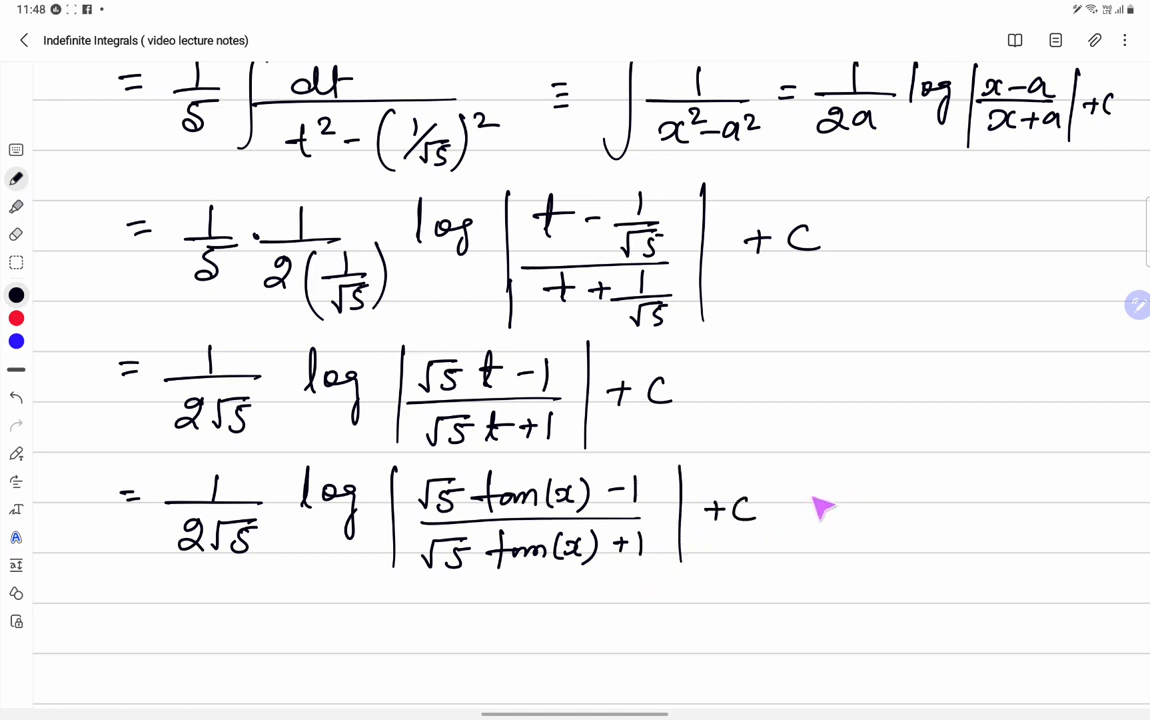 11:48
Indefinite Integrals ( video lecture notes)
= 1/5 ∫ dt / (t² - (1/√5)²) ≡ ∫ 1/(x² - a²) = 1/(2a) log |(x-a)/(x+a)| + C
= 1/5 · 1/(2(1/√5)) log |(t - 1/√5)/(t + 1/√5)| + C
= 1/(2√5) log |(√5 t - 1)/(√5 t + 1)| + C
= 1/(2√5) log |(√5 tan(x) - 1)/(√5 tan(x) + 1)| + C